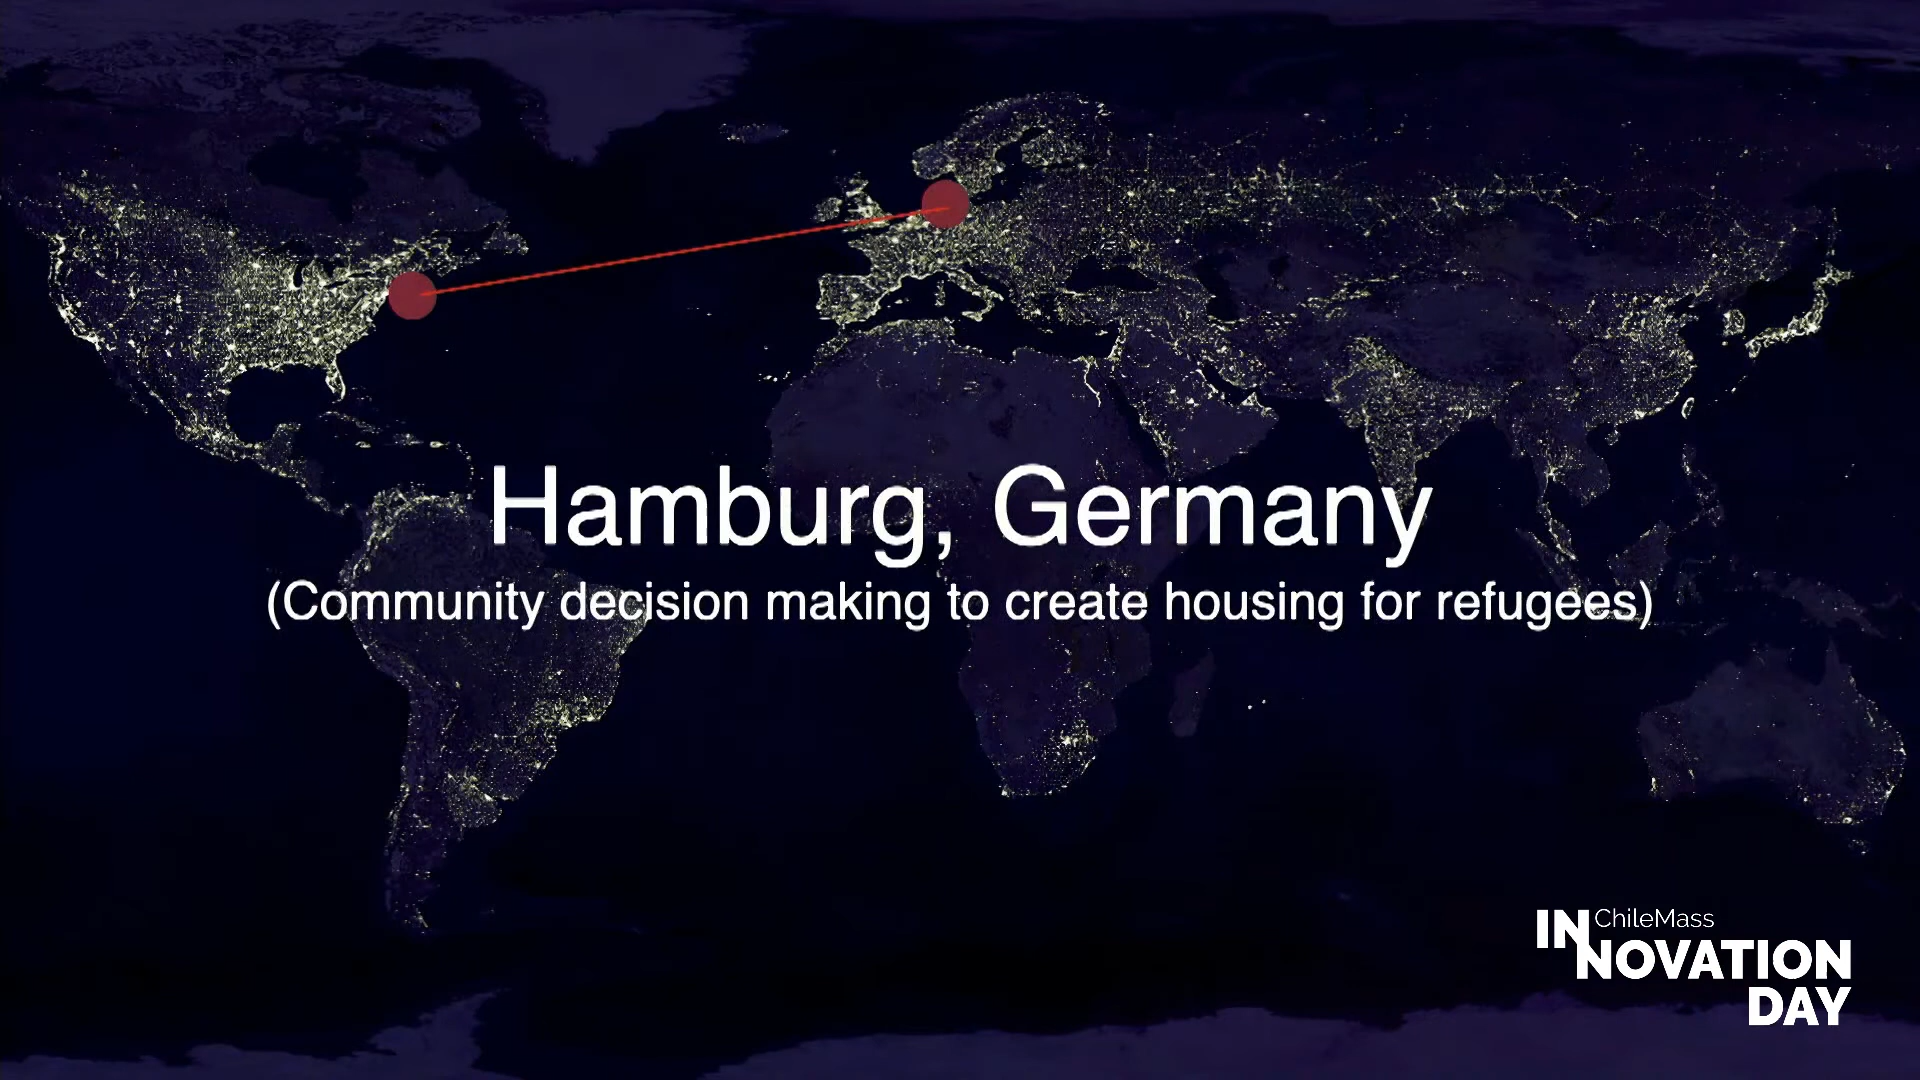 Hamburg, Germany
(Community decision making to create housing for refugees)
ChileMass
INNOVATION
DAY